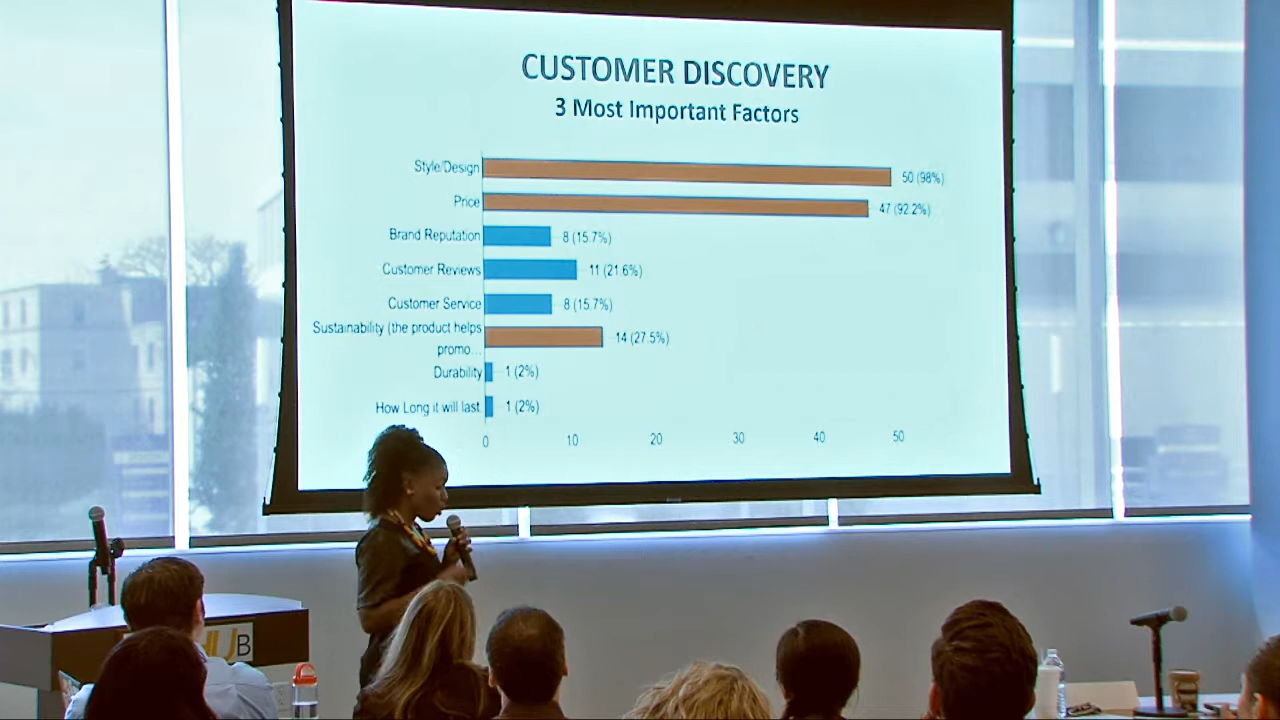 CUSTOMER DISCOVERY
3 Most Important Factors
Style/Design 50 (98%)
Price 47 (92.2%)
Brand Reputation 8 (15.7%)
Customer Reviews 11 (21.6%)
Customer Service 8 (15.7%)
Sustainability (the product helps
promo... 14 (27.5%)
Durability 1 (2%)
How Long it will last 1 (2%)
0 10 20 30 40 50
UB